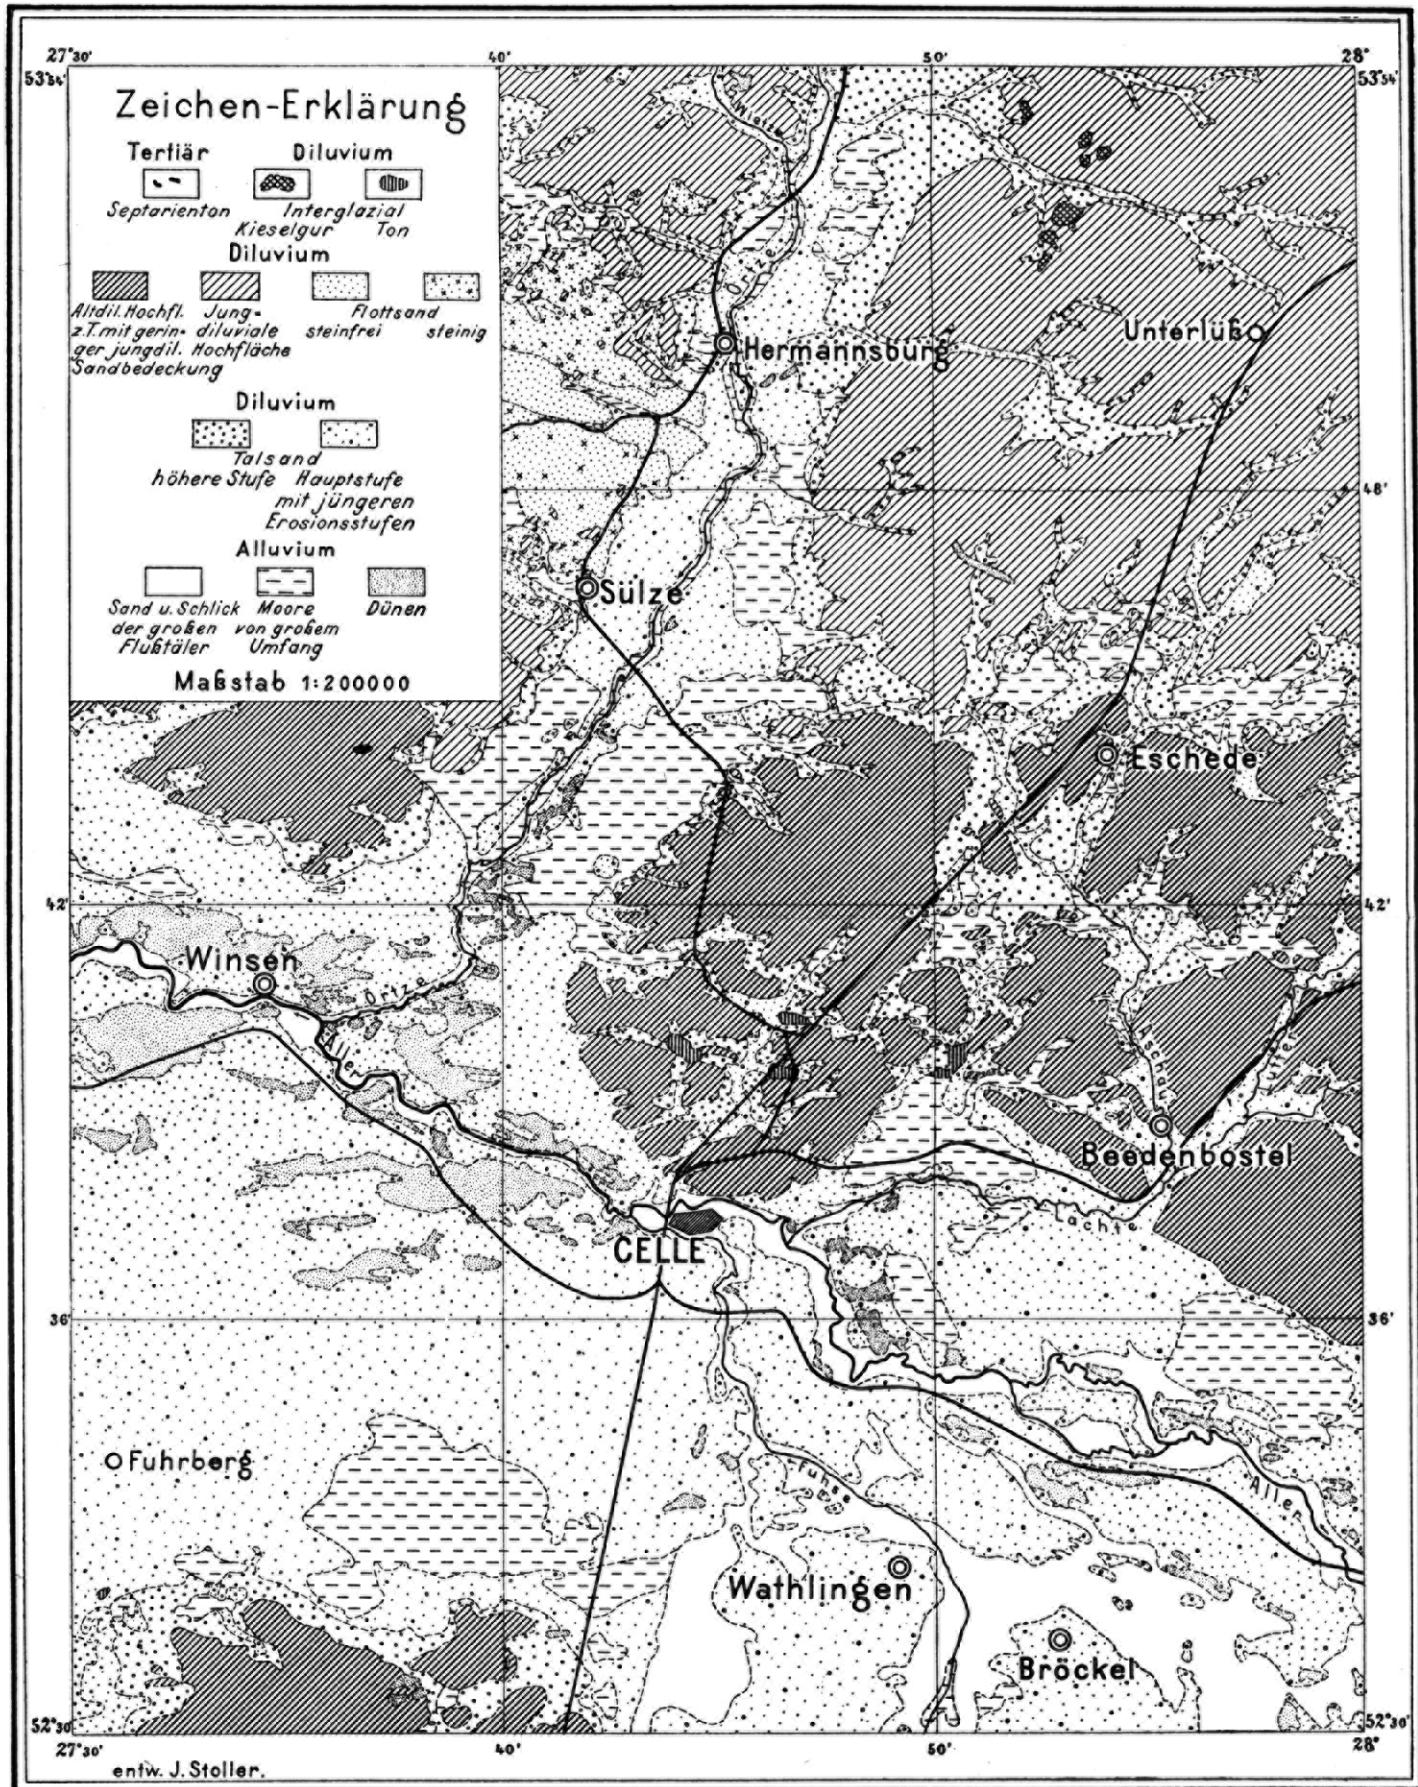 27°30'
40'
50'
28°
53°54'
53°54'
Zeichen-Erklärung
Tertiär
Diluvium
Septarienton
Interglazial
Kieselgur
Ton
Diluvium
Altdil. Hochfl.
z.T. mit gerin-
ger jungdil.
Sandbedeckung
Jung-
diluviale
Hochfläche
Flottsand
steinfrei
steinig
Diluvium
Talsand
höhere Stufe
Hauptstufe
mit jüngeren
Erosionsstufen
Alluvium
Sand u. Schlick
der großen
Flußtäler
Moore
von großem
Umfang
Dünen
Maßstab 1:200000
Örtze
Hermannsburg
Unterlüß
48'
Sülze
Eschede
42'
42'
Winsen
Örtze
Aller
Lutter
Beedenbostel
Lachte
CELLE
36'
36'
Fuhrberg
Fuhse
Aller
Wathlingen
Bröckel
52°30'
52°30'
27°30'
40'
50'
28°
entw. J. Stoller.